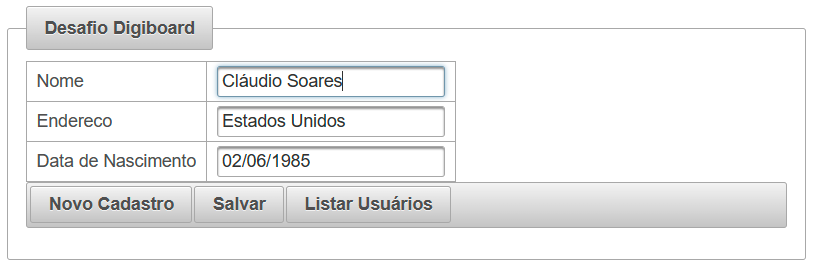 Desafio Digiboard
Nome Cláudio Soares
Endereco Estados Unidos
Data de Nascimento 02/06/1985
Novo Cadastro Salvar Listar Usuários